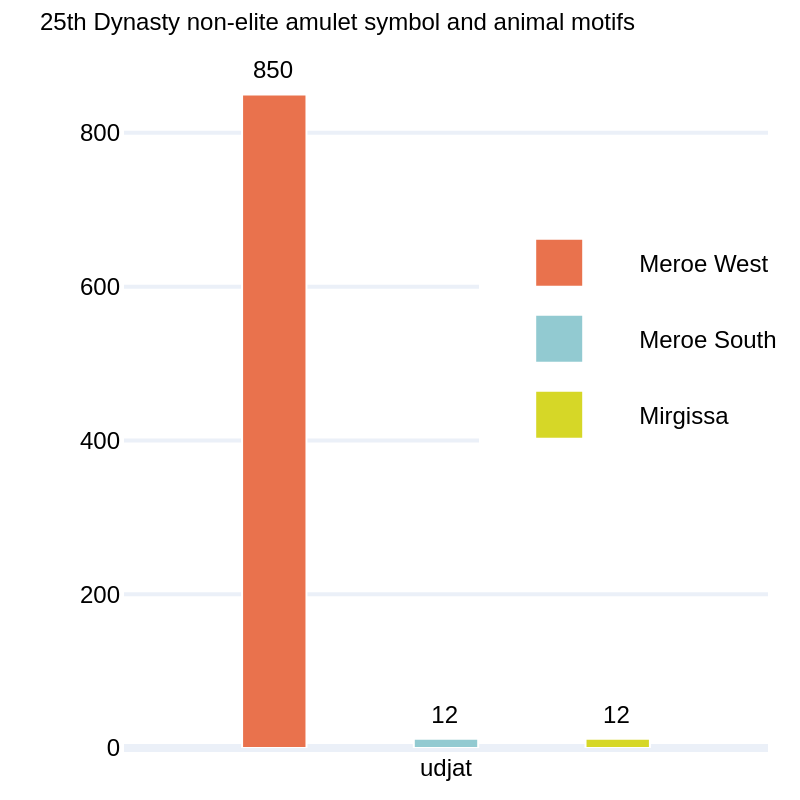 25th Dynasty non-elite amulet symbol and animal motifs
850
800
Meroe West
600
Meroe South
Mirgissa
400
200
12
12
0
udjat